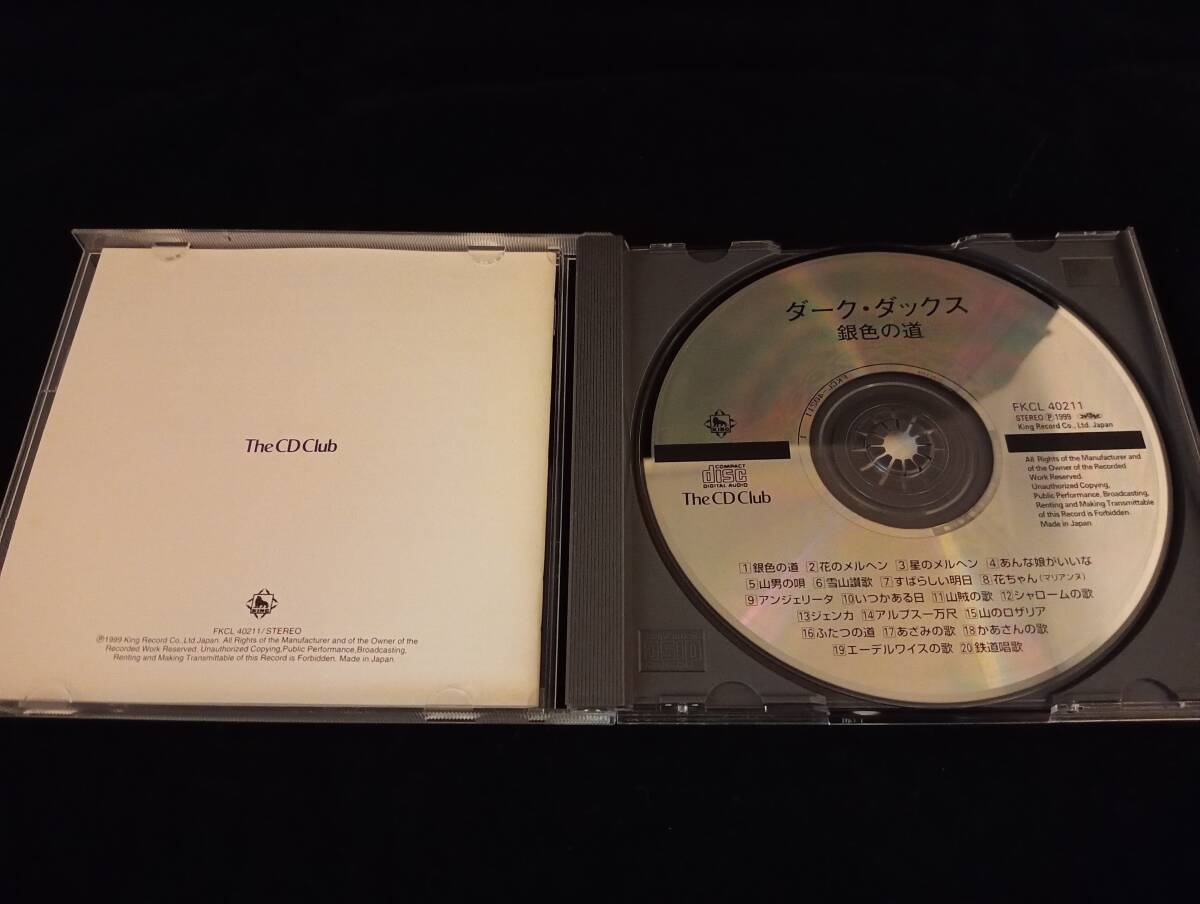 The CD Club
KING
FKCL 40211/STEREO
Ⓟ1999 King Record Co.,Ltd.Japan. All Rights of the Manufacturer and of the Owner of the
Recorded Work Reserved. Unauthorized Copying,Public Performance,Broadcasting,
Renting and Making Transmittable of this Record is Forbidden. Made in Japan.
ダーク・ダックス
銀色の道
FKCL-40211
KING
FKCL 40211
STEREO Ⓟ1999
King Record Co., Ltd. Japan
COMPACT
disc
DIGITAL AUDIO
The CD Club
All Rights of the Manufacturer and
of the Owner of the Recorded
Work Reserved.
Unauthorized Copying,
Public Performance, Broadcasting,
Renting and Making Transmittable
of this Record is Forbidden.
Made in Japan
1 銀色の道 2 花のメルヘン 3 星のメルヘン 4 あんな娘がいいな
5 山男の唄 6 雪山讃歌 7 すばらしい明日 8 花ちゃん(マリアンヌ)
9 アンジェリータ 10 いつかある日 11 山賊の歌 12 シャロームの歌
13 ジェンカ 14 アルプス一万尺 15 山のロザリア
16 ふたつの道 17 あざみの歌 18 かあさんの歌
19 エーデルワイスの歌 20 鉄道唱歌